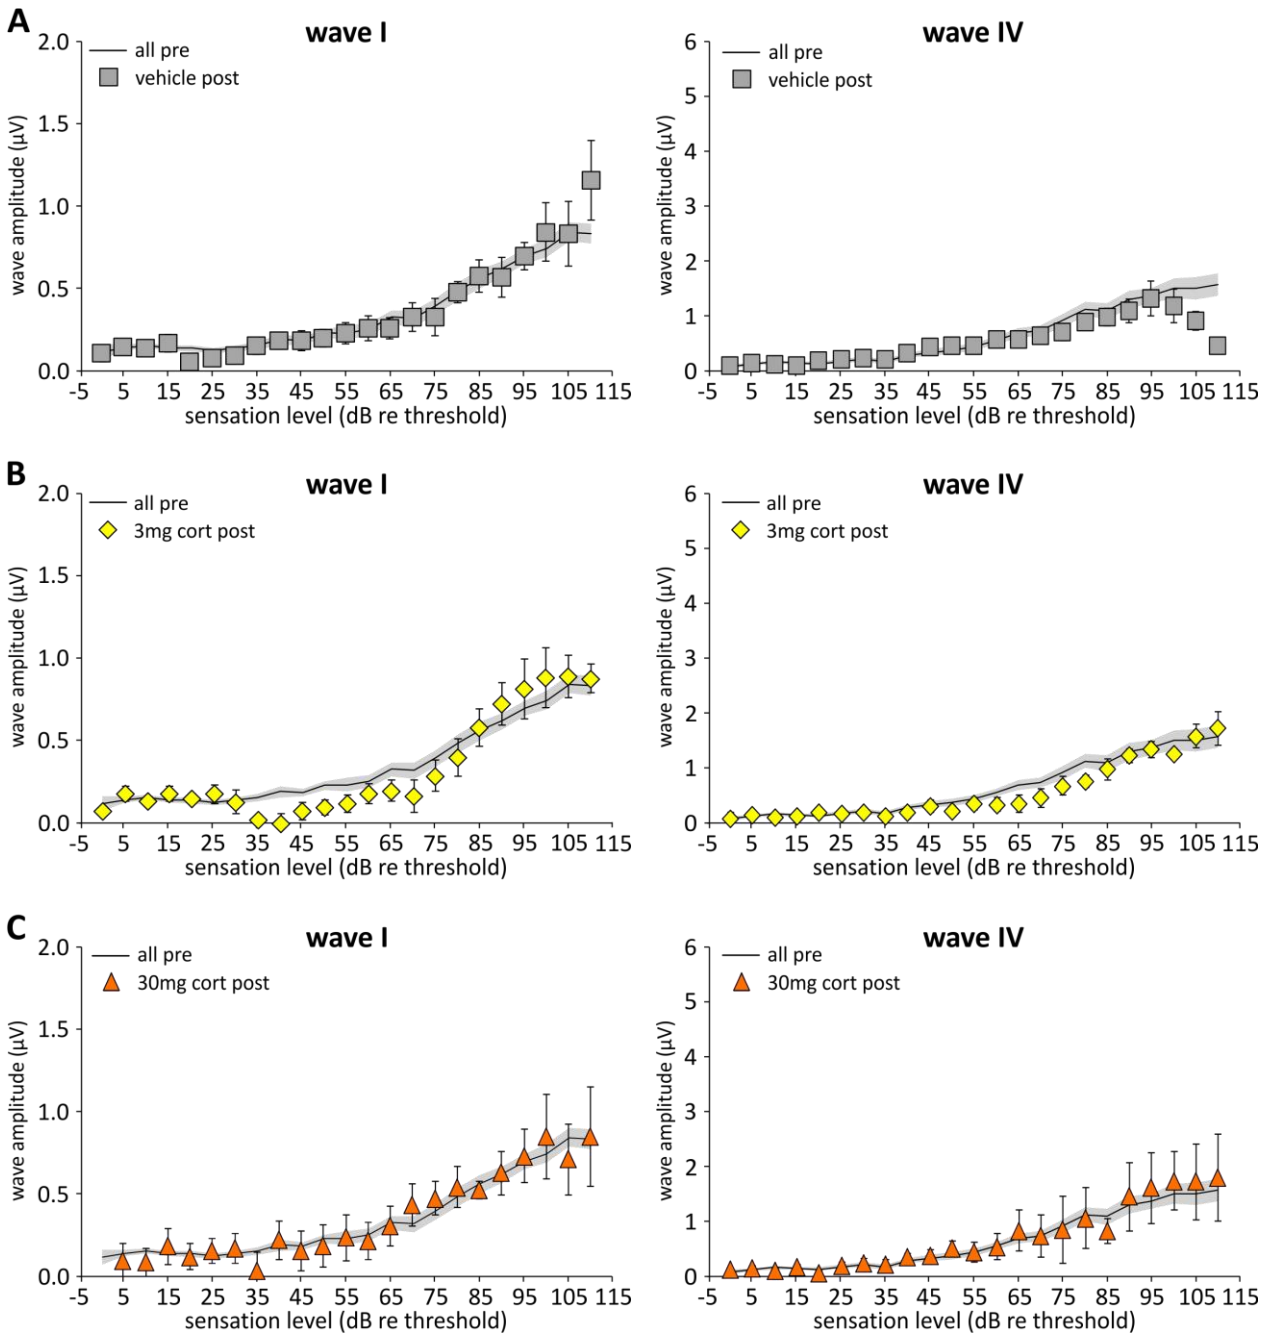 A
wave I
wave IV
all pre
vehicle post
all pre
vehicle post
wave amplitude (µV)
2.0
1.5
1.0
0.5
0.0
-5 5 15 25 35 45 55 65 75 85 95 105 115
sensation level (dB re threshold)
wave amplitude (µV)
6
5
4
3
2
1
0
-5 5 15 25 35 45 55 65 75 85 95 105 115
sensation level (dB re threshold)
B
wave I
wave IV
all pre
3mg cort post
all pre
3mg cort post
wave amplitude (µV)
2.0
1.5
1.0
0.5
0.0
-5 5 15 25 35 45 55 65 75 85 95 105 115
sensation level (dB re threshold)
wave amplitude (µV)
6
5
4
3
2
1
0
-5 5 15 25 35 45 55 65 75 85 95 105 115
sensation level (dB re threshold)
C
wave I
wave IV
all pre
30mg cort post
all pre
30mg cort post
wave amplitude (µV)
2.0
1.5
1.0
0.5
0.0
-5 5 15 25 35 45 55 65 75 85 95 105 115
sensation level (dB re threshold)
wave amplitude (µV)
6
5
4
3
2
1
0
-5 5 15 25 35 45 55 65 75 85 95 105 115
sensation level (dB re threshold)